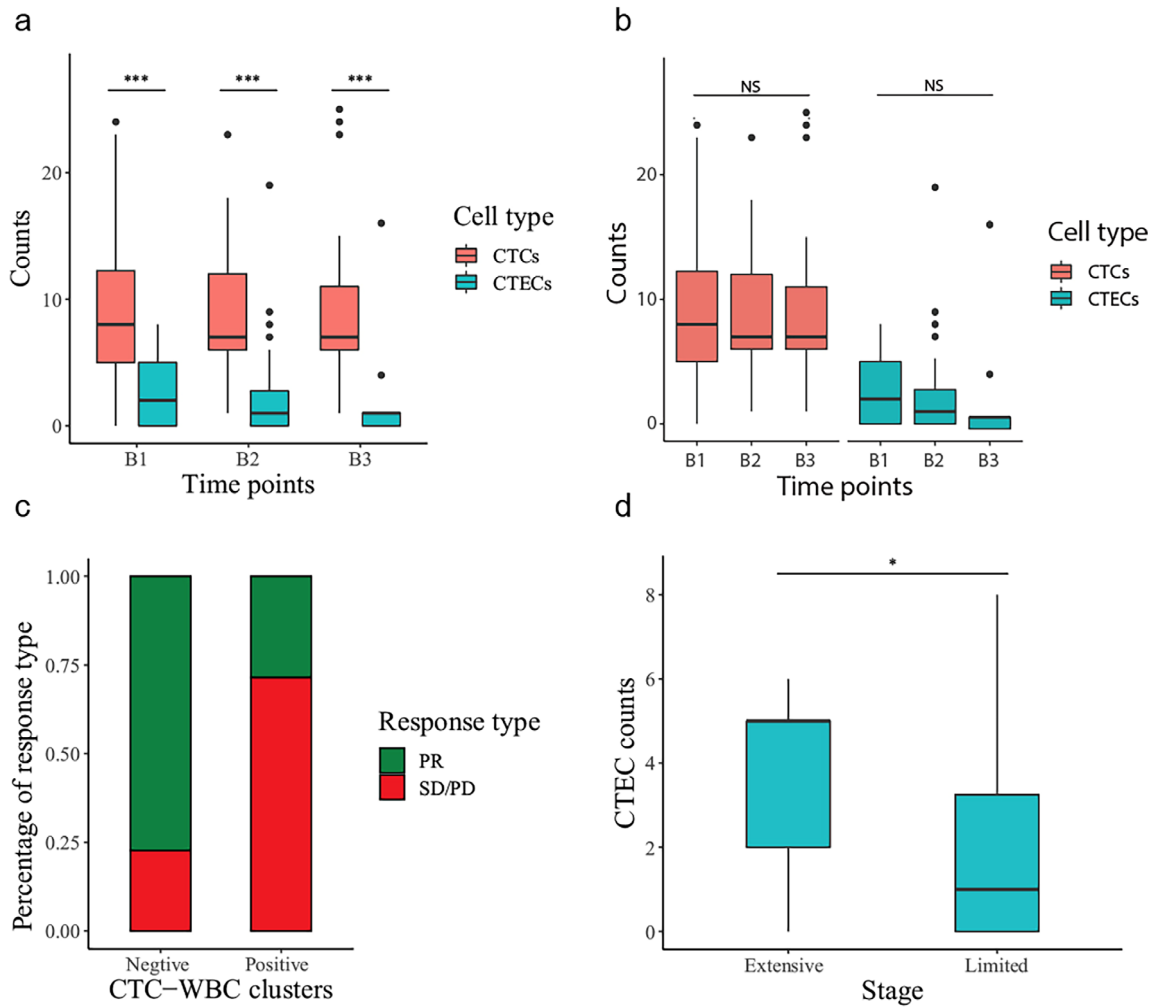 a
***
***
***
Counts
20
10
0
B1
B2
B3
Time points
Cell type
CTCs
CTECs
b
NS
NS
Counts
20
10
0
B1
B2
B3
B1
B2
B3
Time points
Cell type
CTCs
CTECs
c
Percentage of response type
1.00
0.75
0.50
0.25
0.00
Negtive
Positive
CTC−WBC clusters
Response type
PR
SD/PD
d
*
CTEC counts
8
6
4
2
0
Extensive
Limited
Stage